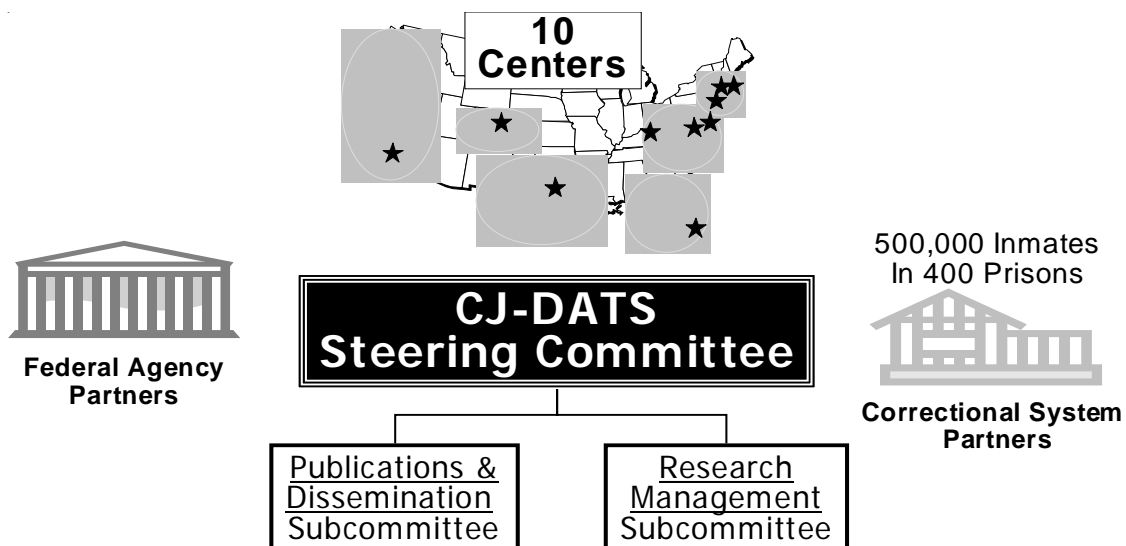 10
Centers
500,000 Inmates
In 400 Prisons
CJ-DATS
Steering Committee
Federal Agency
Partners
Correctional System
Partners
Publications &
Dissemination
Subcommittee
Research
Management
Subcommittee